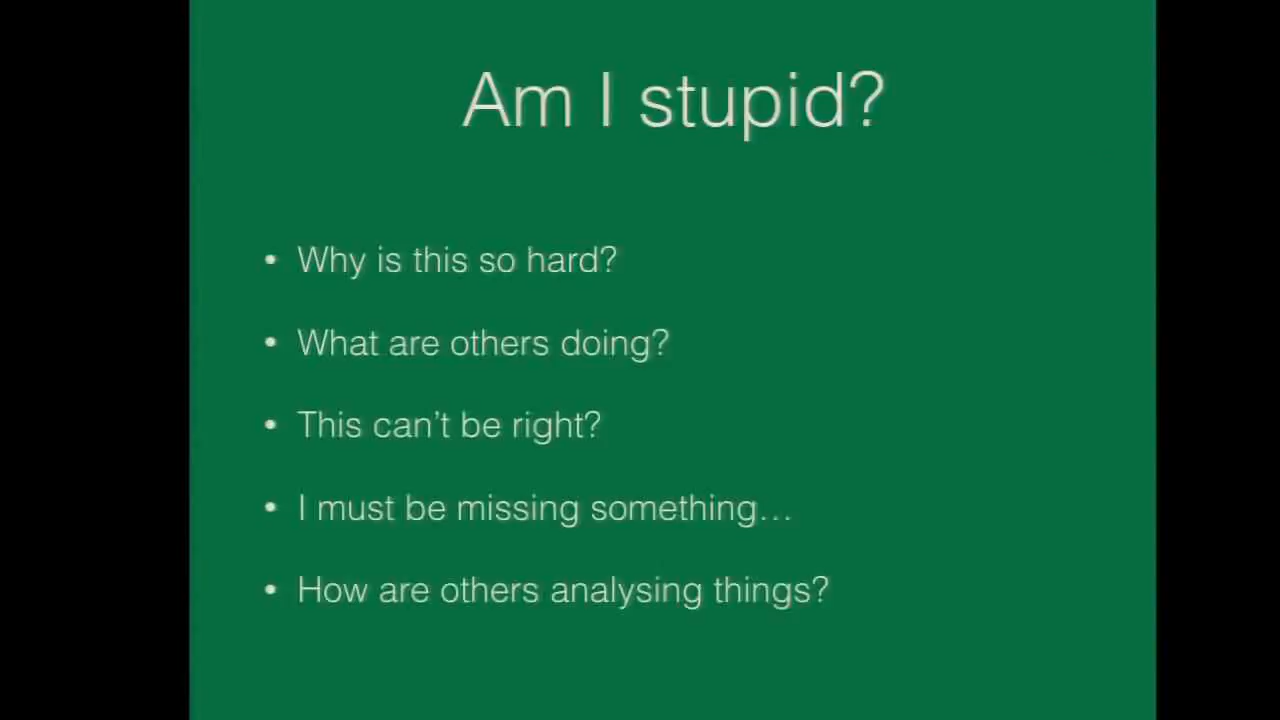 Am I stupid?
• Why is this so hard?
• What are others doing?
• This can’t be right?
• I must be missing something…
• How are others analysing things?